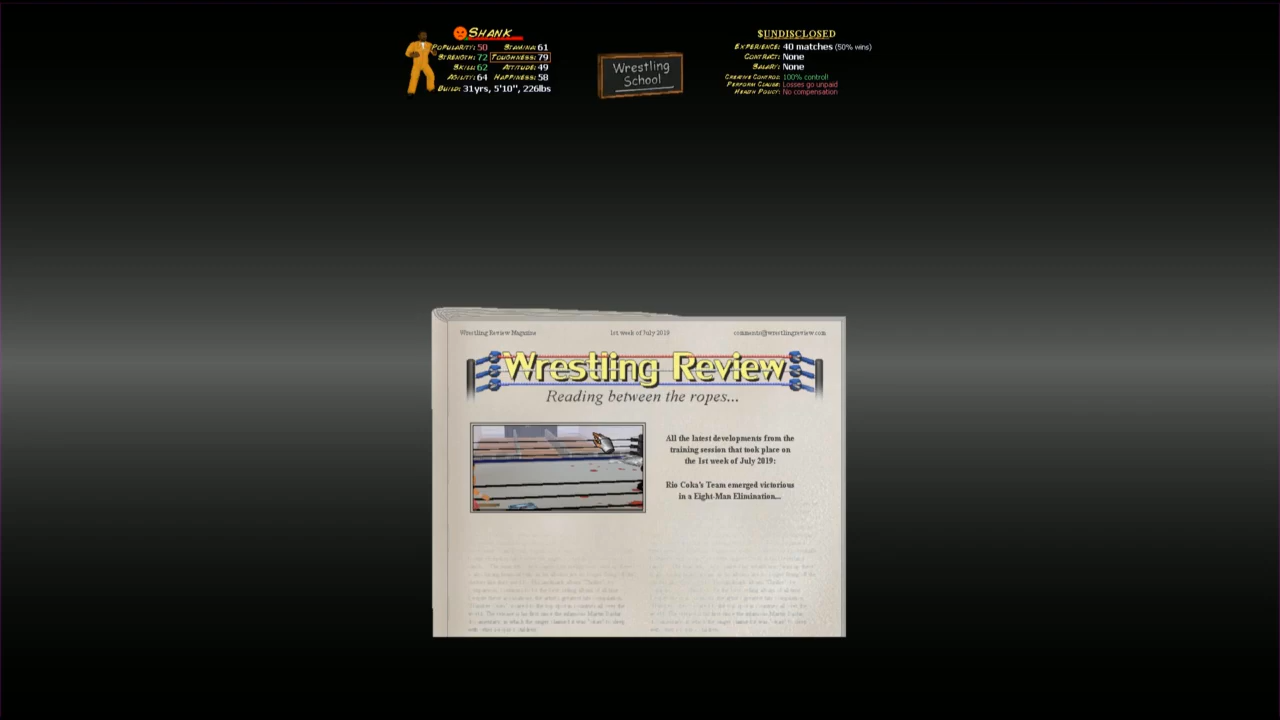 SHANK
POPULARITY: 50 STAMINA: 61
STRENGTH: 72 TOUGHNESS: 79
SKILL: 62 ATTITUDE: 49
AGILITY: 64 HAPPINESS: 58
BUILD: 31yrs, 5'10", 226lbs
Wrestling
School
$UNDISCLOSED
EXPERIENCE: 40 matches (50% wins)
CONTRACT: None
SALARY: None
CREATIVE CONTROL: 100% control!
PERFORM CLAUSE: Losses go unpaid
HEALTH POLICY: No compensation
Wrestling Review Magazine 1st week of July 2019 comments@wrestlingreview.com
Wrestling Review
Reading between the ropes...
All the latest developments from the
training session that took place on
the 1st week of July 2019:
Rio Coka's Team emerged victorious
in a Eight-Man Elimination...